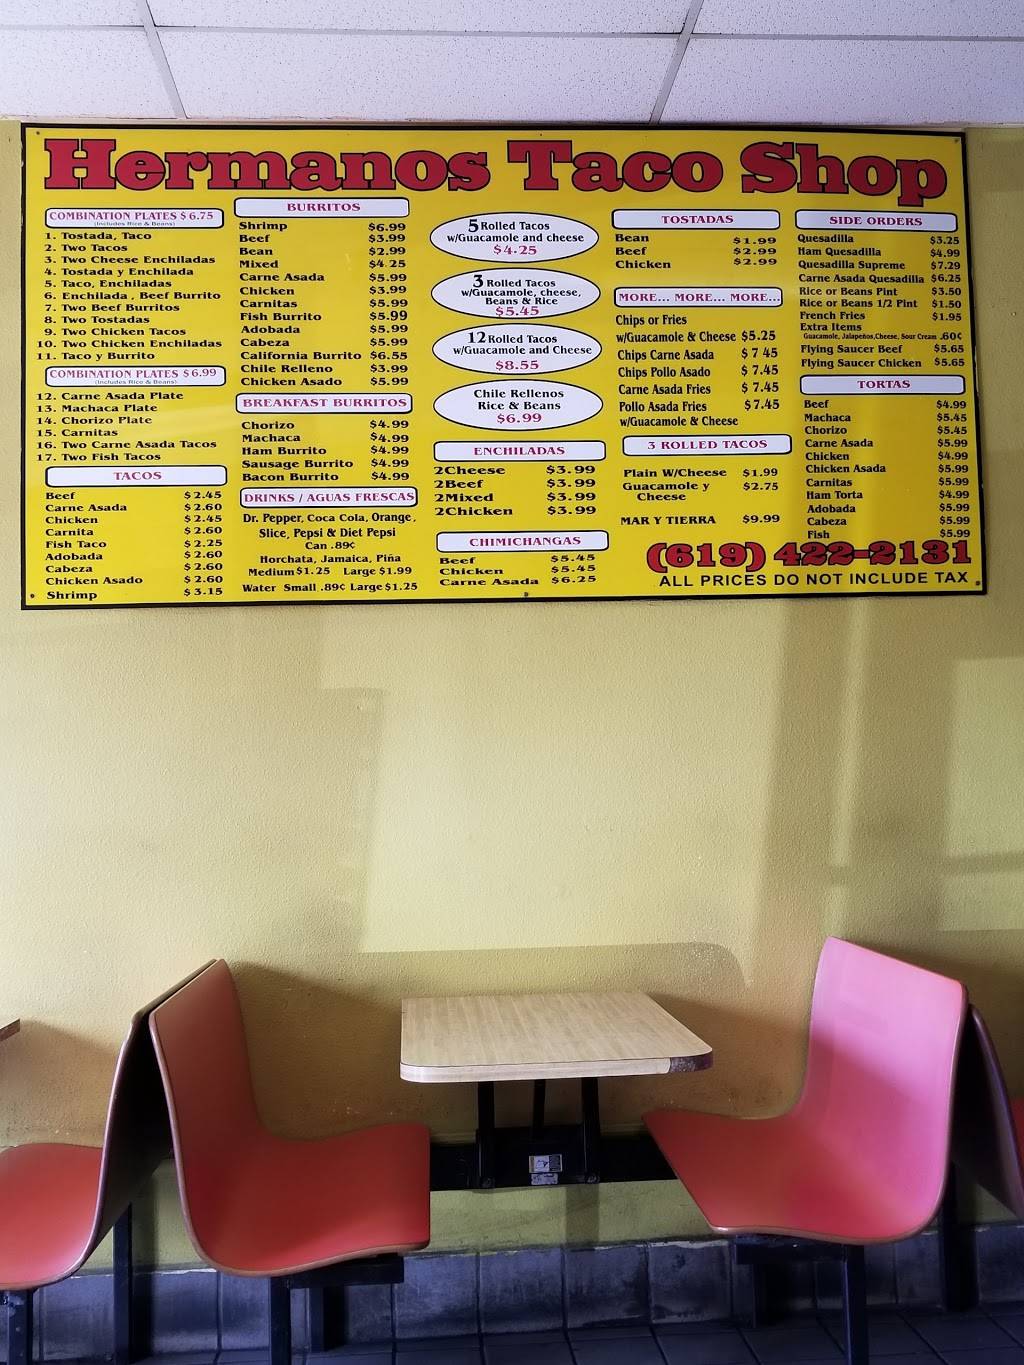 Hermanos Taco Shop
COMBINATION PLATES $6.75
(Includes Rice & Beans)
1. Tostada, Taco
2. Two Tacos
3. Two Cheese Enchiladas
4. Tostada y Enchilada
5. Taco, Enchiladas
6. Enchilada , Beef Burrito
7. Two Beef Burritos
8. Two Tostadas
9. Two Chicken Tacos
10. Two Chicken Enchiladas
11. Taco y Burrito
COMBINATION PLATES $6.99
(Includes Rice & Beans)
12. Carne Asada Plate
13. Machaca Plate
14. Chorizo Plate
15. Carnitas
16. Two Carne Asada Tacos
17. Two Fish Tacos
TACOS
Beef $2.45
Carne Asada $2.60
Chicken $2.45
Carnita $2.60
Fish Taco $2.25
Adobada $2.60
Cabeza $2.60
Chicken Asado $2.60
Shrimp $3.15
BURRITOS
Shrimp $6.99
Beef $3.99
Bean $2.99
Mixed $4.25
Carne Asada $5.99
Chicken $3.99
Carnitas $5.99
Fish Burrito $5.99
Adobada $5.99
Cabeza $5.99
California Burrito $6.55
Chile Relleno $3.99
Chicken Asado $5.99
BREAKFAST BURRITOS
Chorizo $4.99
Machaca $4.99
Ham Burrito $4.99
Sausage Burrito $4.99
Bacon Burrito $4.99
DRINKS / AGUAS FRESCAS
Dr. Pepper, Coca Cola, Orange,
Slice, Pepsi & Diet Pepsi
Can .89¢
Horchata, Jamaica, Piña
Medium $1.25 Large $1.99
Water Small .89¢ Large $1.25
5 Rolled Tacos
w/Guacamole and cheese
$4.25
3 Rolled Tacos
w/Guacamole, cheese,
Beans & Rice
$5.45
12 Rolled Tacos
w/Guacamole and Cheese
$8.55
Chile Rellenos
Rice & Beans
$6.99
ENCHILADAS
2Cheese $3.99
2Beef $3.99
2Mixed $3.99
2Chicken $3.99
CHIMICHANGAS
Beef $5.45
Chicken $5.45
Carne Asada $6.25
TOSTADAS
Bean $1.99
Beef $2.99
Chicken $2.99
MORE... MORE... MORE...
Chips or Fries
w/Guacamole & Cheese $5.25
Chips Carne Asada $7 45
Chips Pollo Asado $7.45
Carne Asada Fries $7.45
Pollo Asada Fries $7.45
w/Guacamole & Cheese
3 ROLLED TACOS
Plain W/Cheese $1.99
Guacamole y $2.75
Cheese
MAR Y TIERRA $9.99
SIDE ORDERS
Quesadilla $3.25
Ham Quesadilla $4.99
Quesadilla Supreme $7.29
Carne Asada Quesadilla $6.25
Rice or Beans Pint $3.50
Rice or Beans 1/2 Pint $1.50
French Fries $1.95
Extra Items
Guacamole, Jalapeños,Cheese, Sour Cream .60¢
Flying Saucer Beef $5.65
Flying Saucer Chicken $5.65
TORTAS
Beef $4.99
Machaca $5.45
Chorizo $5.45
Carne Asada $5.99
Chicken $4.99
Chicken Asada $5.99
Carnitas $5.99
Ham Torta $4.99
Adobada $5.99
Cabeza $5.99
Fish $5.99
(619) 422-2131
ALL PRICES DO NOT INCLUDE TAX